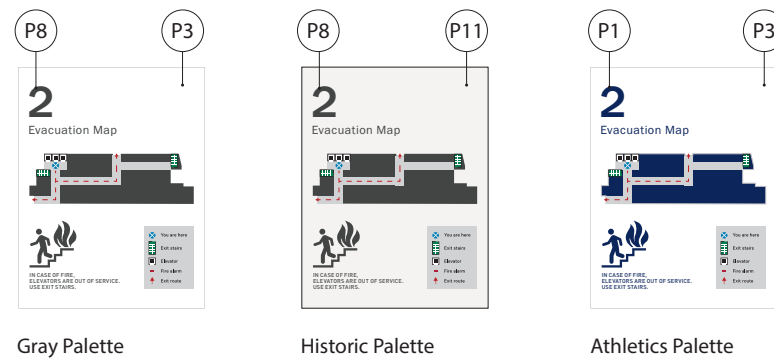 P8 P3 P8 P11 P1 P3
2
Evacuation Map
You are here
Exit stairs
Elevator
Fire alarm
Exit route
IN CASE OF FIRE,
ELEVATORS ARE OUT OF SERVICE.
USE EXIT STAIRS.
2
Evacuation Map
You are here
Exit stairs
Elevator
Fire alarm
Exit route
IN CASE OF FIRE,
ELEVATORS ARE OUT OF SERVICE.
USE EXIT STAIRS.
2
Evacuation Map
You are here
Exit stairs
Elevator
Fire alarm
Exit route
IN CASE OF FIRE,
ELEVATORS ARE OUT OF SERVICE.
USE EXIT STAIRS.
Gray Palette Historic Palette Athletics Palette